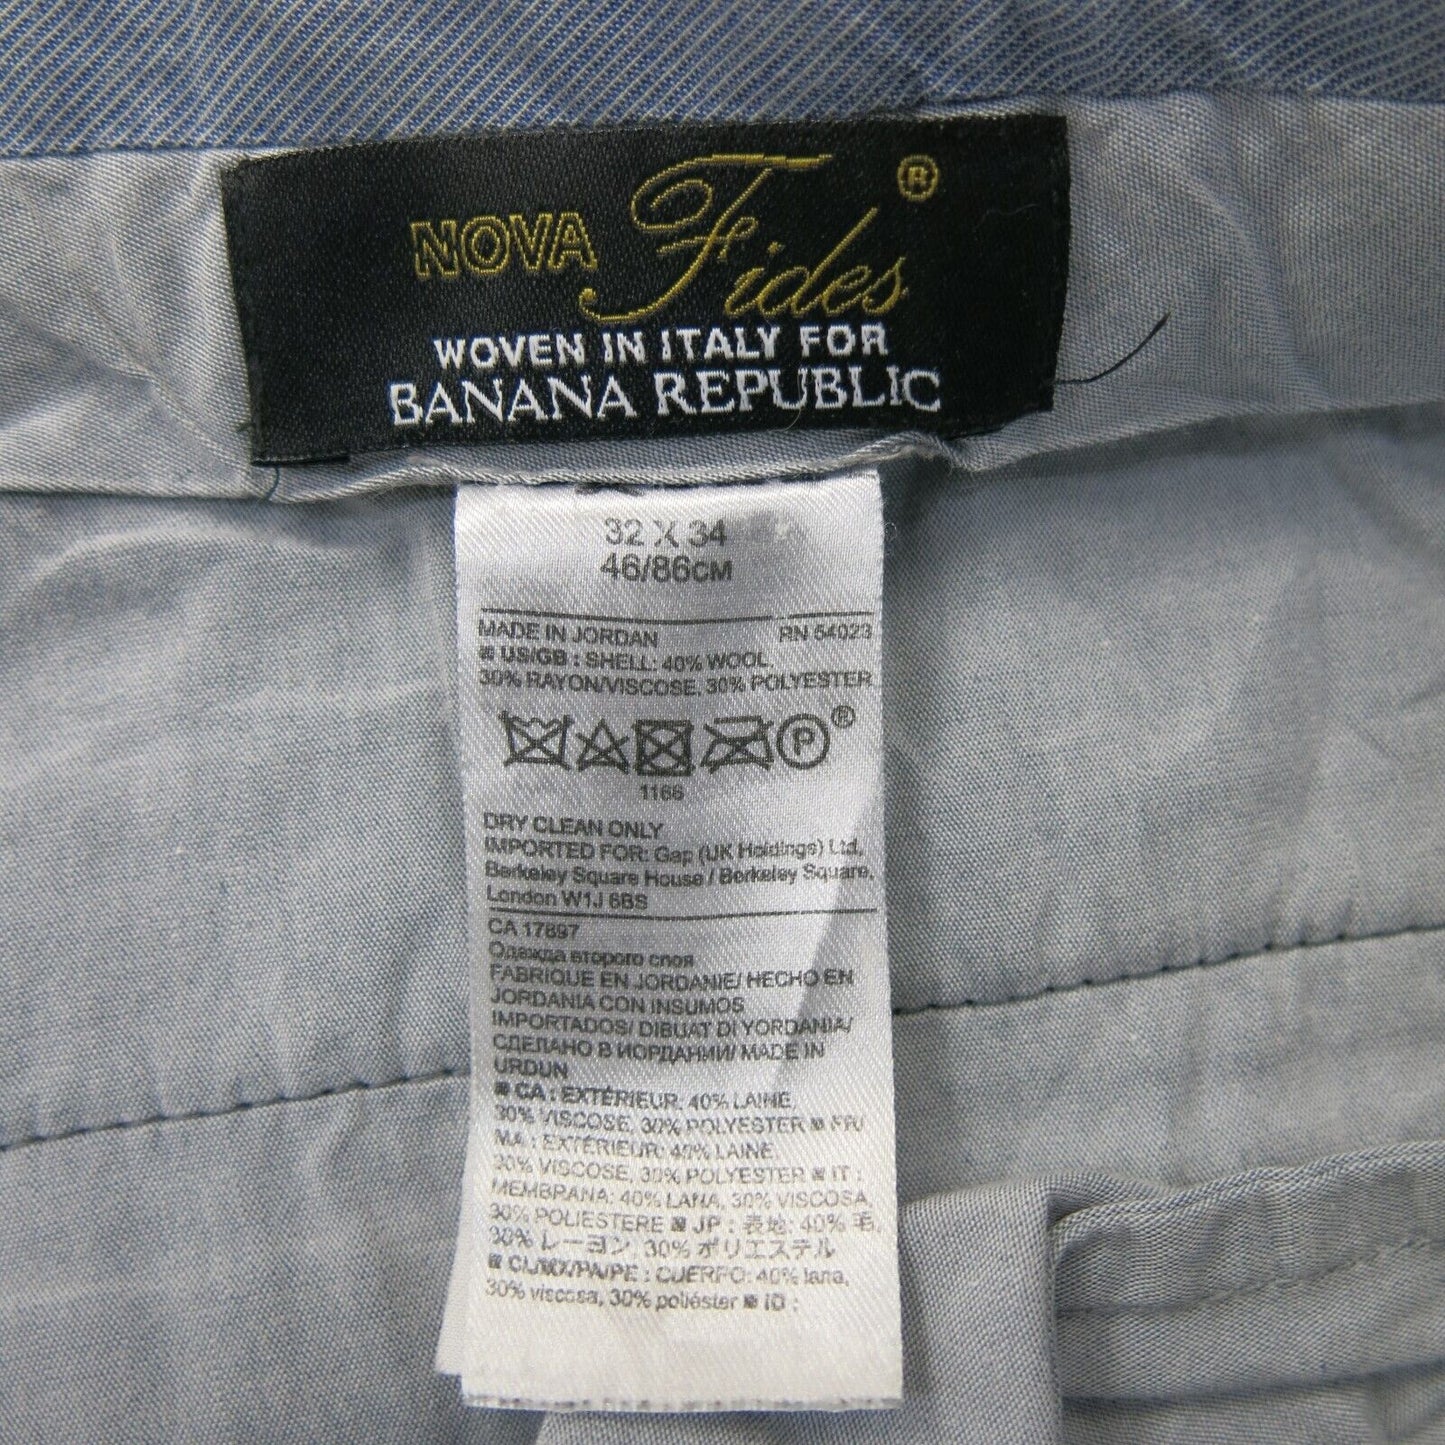 NOVA Fides®
WOVEN IN ITALY FOR
BANANA REPUBLIC
32 X 34
46/86CM
MADE IN JORDAN RN 54023
US/GB : SHELL: 40% WOOL,
30% RAYON/VISCOSE, 30% POLYESTER
P®
1166
DRY CLEAN ONLY
IMPORTED FOR: Gap (UK Holdings) Ltd,
Berkeley Square House / Berkeley Square,
London W1J 6BS
CA 17897
Одежда второго слоя
FABRIQUE EN JORDANIE/ HECHO EN
JORDANIA CON INSUMOS
IMPORTADOS/ DIBUAT DI YORDANIA/
СДЕЛАНО В ИОРДАНИИ/ MADE IN
URDUN
CA : EXTÉRIEUR: 40% LAINE,
30% VISCOSE, 30% POLYESTER FR/
MA : EXTÉRIEUR: 40% LAINE,
30% VISCOSE, 30% POLYESTER IT :
MEMBRANA: 40% LANA, 30% VISCOSA,
30% POLIESTERE JP : 表地: 40% 毛,
30% レーヨン, 30% ポリエステル
CL/MX/PA/PE : CUERPO: 40% lana,
30% viscosa, 30% poliéster ID :